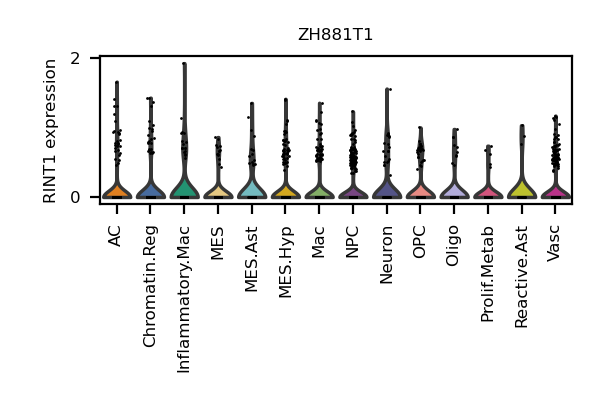 ZH881T1
RINT1 expression
2
0
AC
Chromatin.Reg
Inflammatory.Mac
MES
MES.Ast
MES.Hyp
Mac
NPC
Neuron
OPC
Oligo
Prolif.Metab
Reactive.Ast
Vasc